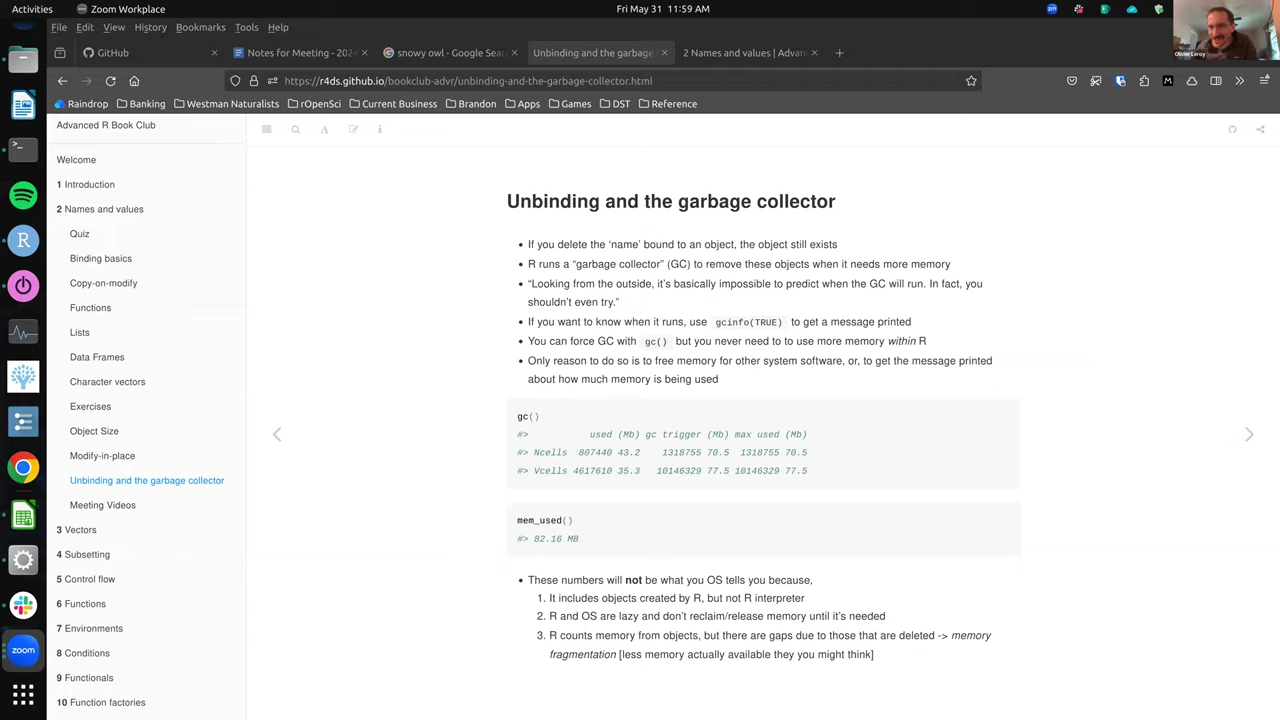 Activities
Zoom Workplace
Fri May 31 11:59 AM
File Edit View History Bookmarks Tools Help
GitHub
Notes for Meeting - 2024
snowy owl - Google Sear
Unbinding and the garbage
2 Names and values | Advan
https://r4ds.github.io/bookclub-advr/unbinding-and-the-garbage-collector.html
Raindrop Banking Westman Naturalists rOpenSci Current Business Brandon Apps Games DST Reference
Olivier Leroy
Advanced R Book Club
Welcome
1 Introduction
2 Names and values
Quiz
Binding basics
Copy-on-modify
Functions
Lists
Data Frames
Character vectors
Exercises
Object Size
Modify-in-place
Unbinding and the garbage collector
Meeting Videos
3 Vectors
4 Subsetting
5 Control flow
6 Functions
7 Environments
8 Conditions
9 Functionals
10 Function factories
zoom
Unbinding and the garbage collector
• If you delete the ‘name’ bound to an object, the object still exists
• R runs a “garbage collector” (GC) to remove these objects when it needs more memory
• “Looking from the outside, it’s basically impossible to predict when the GC will run. In fact, you
shouldn’t even try.”
• If you want to know when it runs, use gcinfo(TRUE) to get a message printed
• You can force GC with gc() but you never need to to use more memory within R
• Only reason to do so is to free memory for other system software, or, to get the message printed
about how much memory is being used
gc()
#> used (Mb) gc trigger (Mb) max used (Mb)
#> Ncells 807440 43.2 1318755 70.5 1318755 70.5
#> Vcells 4617610 35.3 10146329 77.5 10146329 77.5
mem_used()
#> 82.16 MB
• These numbers will not be what you OS tells you because,
1. It includes objects created by R, but not R interpreter
2. R and OS are lazy and don’t reclaim/release memory until it’s needed
3. R counts memory from objects, but there are gaps due to those that are deleted -> memory
fragmentation [less memory actually available they you might think]